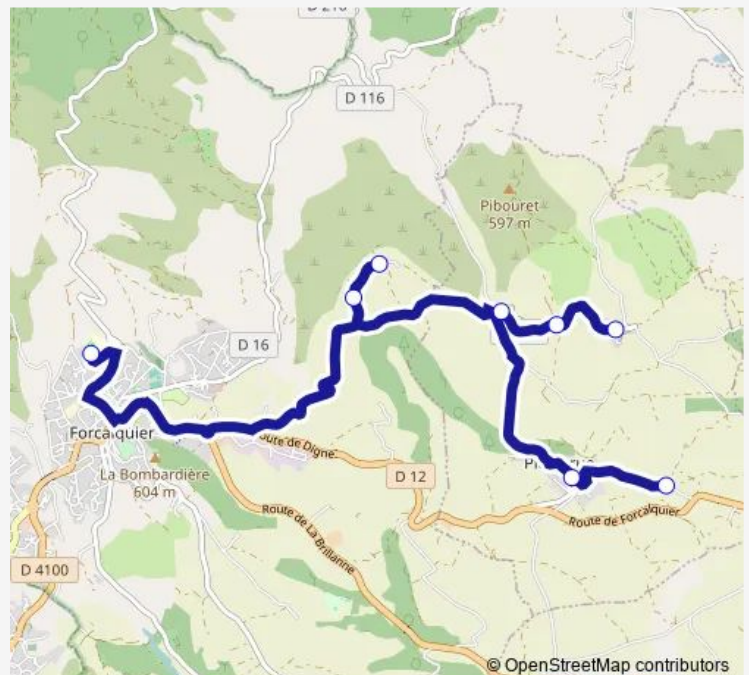 D 116
Pibouret
597 m
D 16
Forcalquier
La Bombardière
604 m
Route de Digne
D 12
Route de La Brillanne
Route de Forcalquier
D 4100
© OpenStreetMap contributors